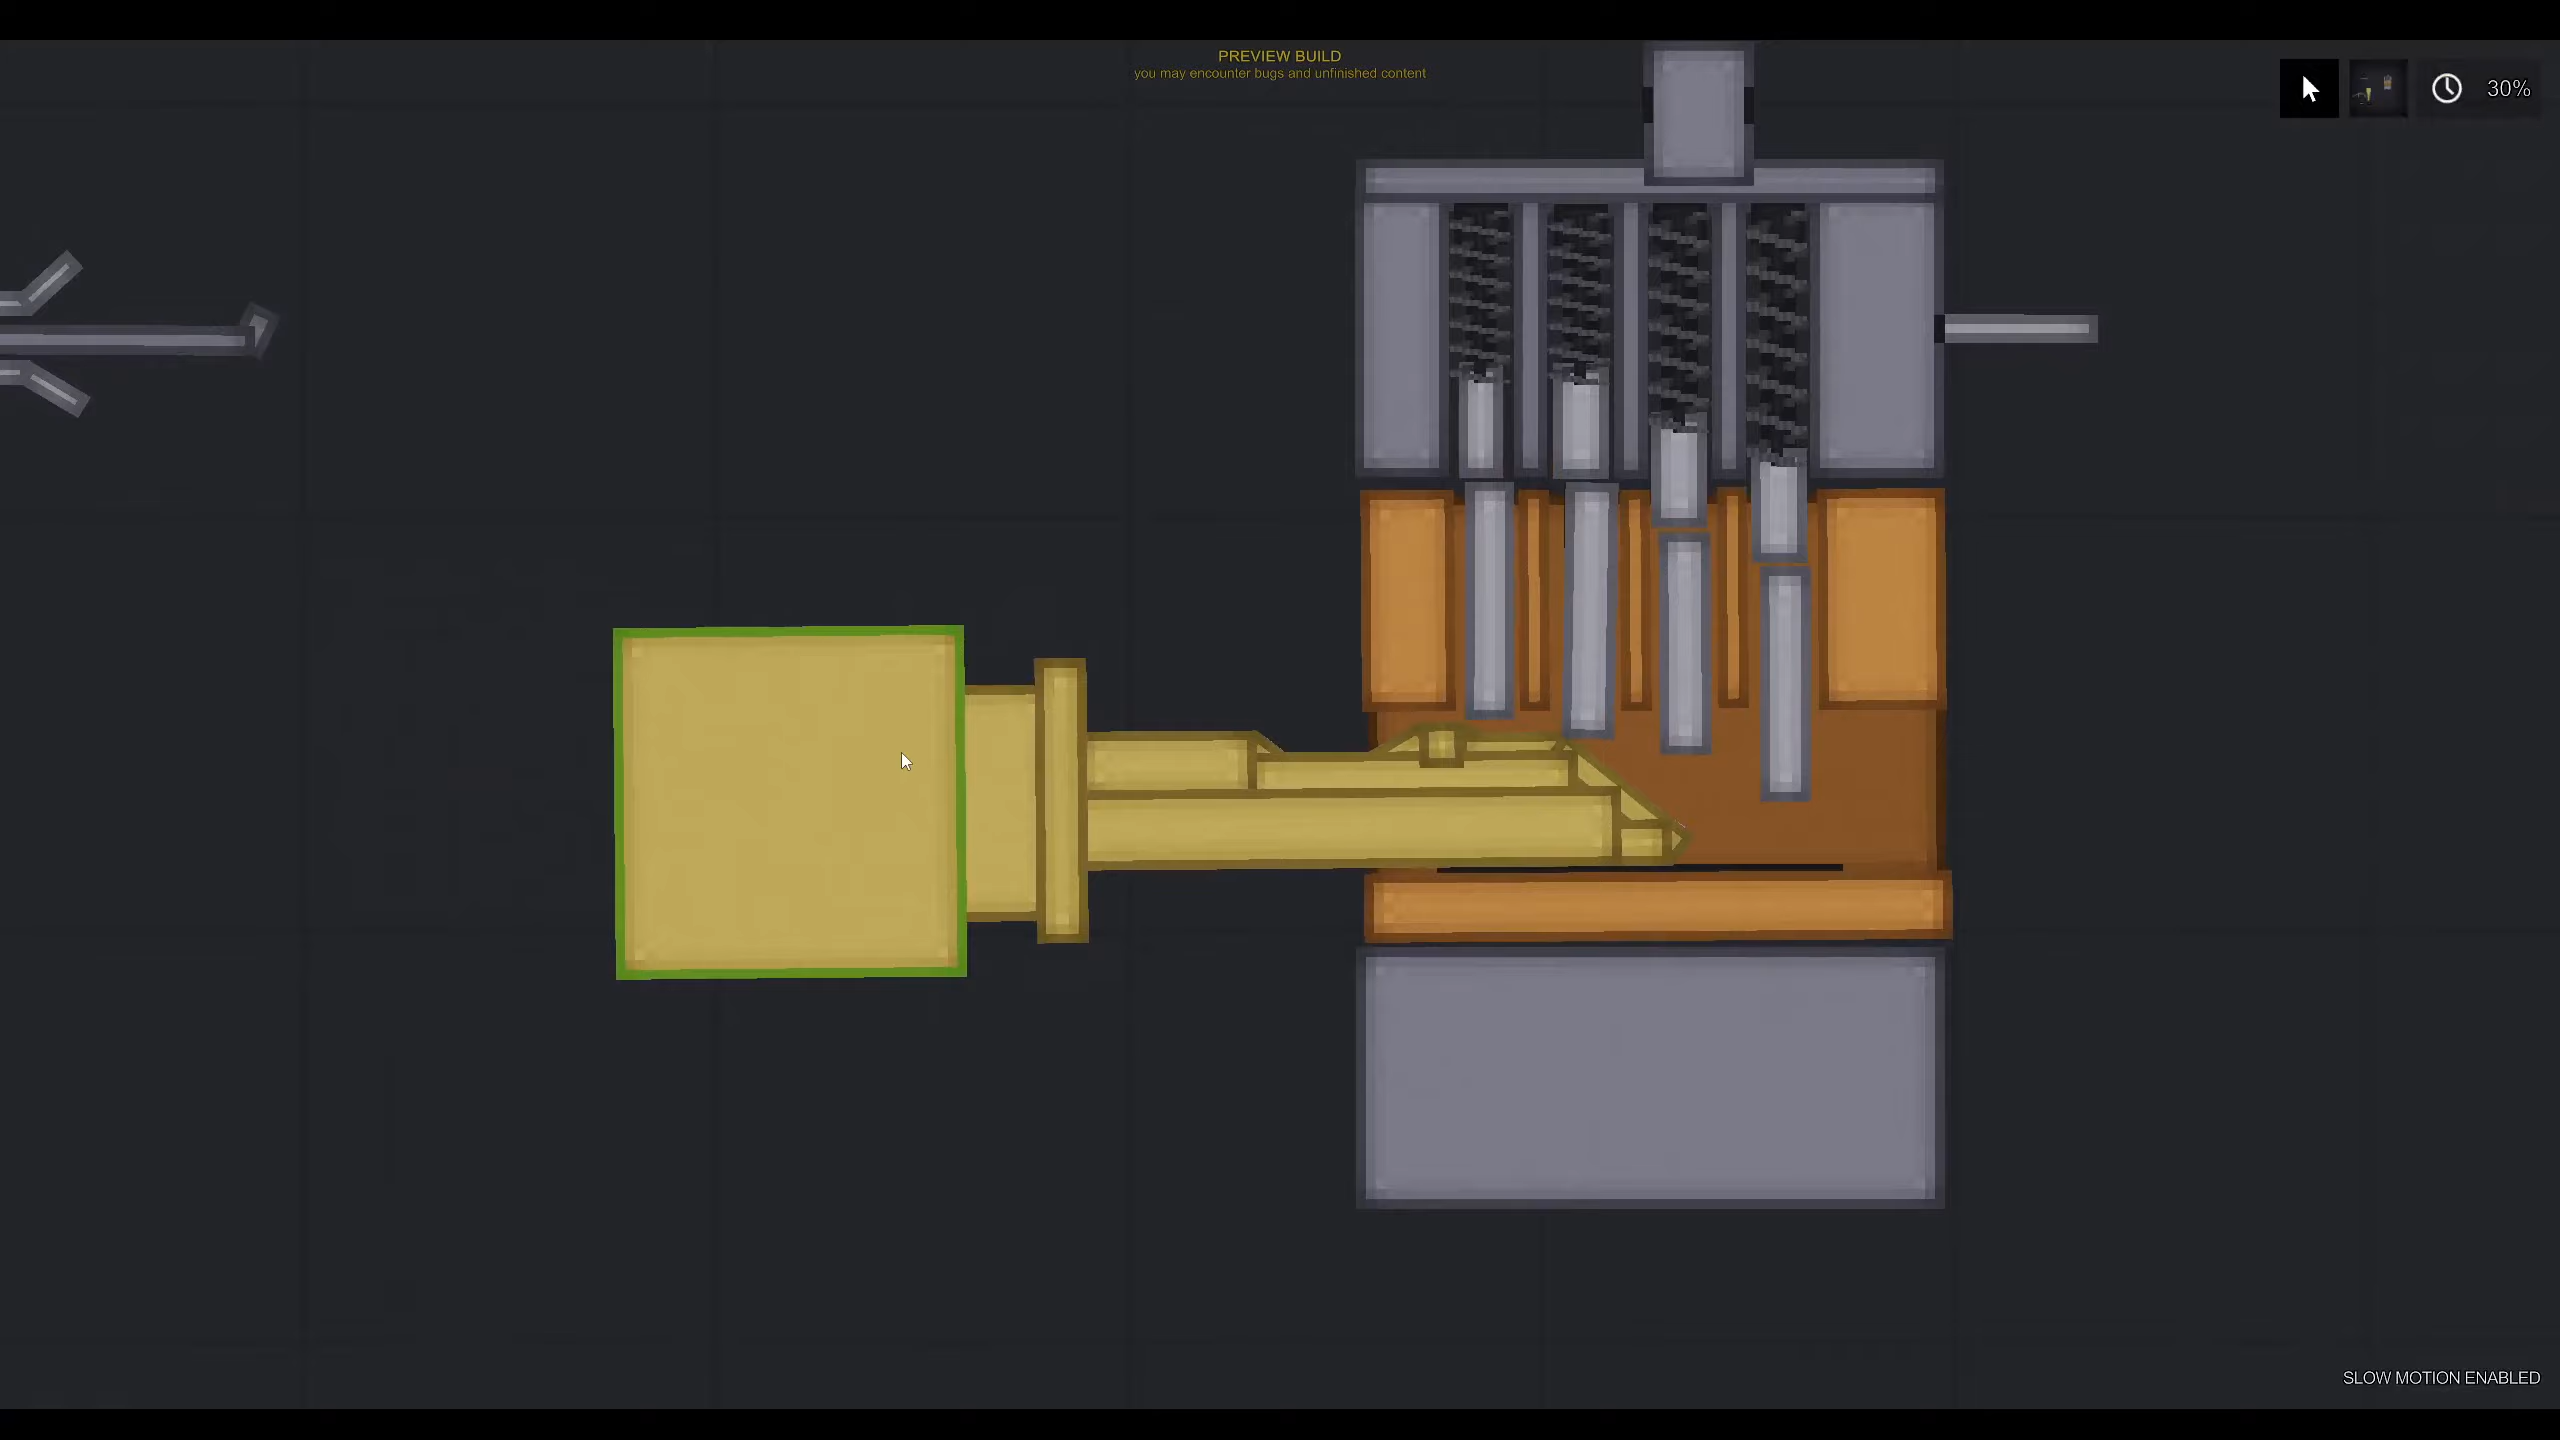 PREVIEW BUILD
you may encounter bugs and unfinished content
30%
SLOW MOTION ENABLED